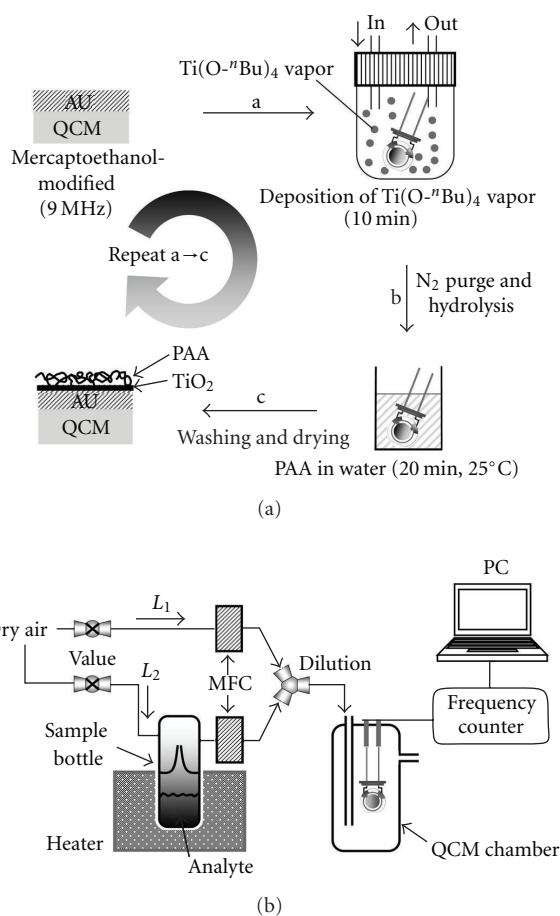 In
Out
Ti(O-ⁿBu)₄ vapor
a
AU
QCM
Mercaptoethanol-
modified
(9 MHz)
Deposition of Ti(O-ⁿBu)₄ vapor
(10 min)
Repeat a→c
b
N₂ purge and
hydrolysis
PAA
TiO₂
AU
QCM
c
Washing and drying
PAA in water (20 min, 25°C)
(a)
PC
L₁
ry air
Value
L₂
MFC
Dilution
Frequency
counter
Sample
bottle
Heater
Analyte
QCM chamber
(b)